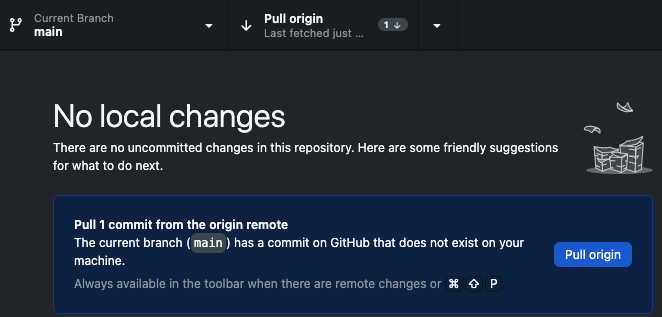 Current Branch
main
Pull origin
Last fetched just ...
1 ↓
No local changes
There are no uncommitted changes in this repository. Here are some friendly suggestions
for what to do next.
Pull 1 commit from the origin remote
The current branch (main) has a commit on GitHub that does not exist on your
machine.
Pull origin
Always available in the toolbar when there are remote changes or ⌘ ⇧ P